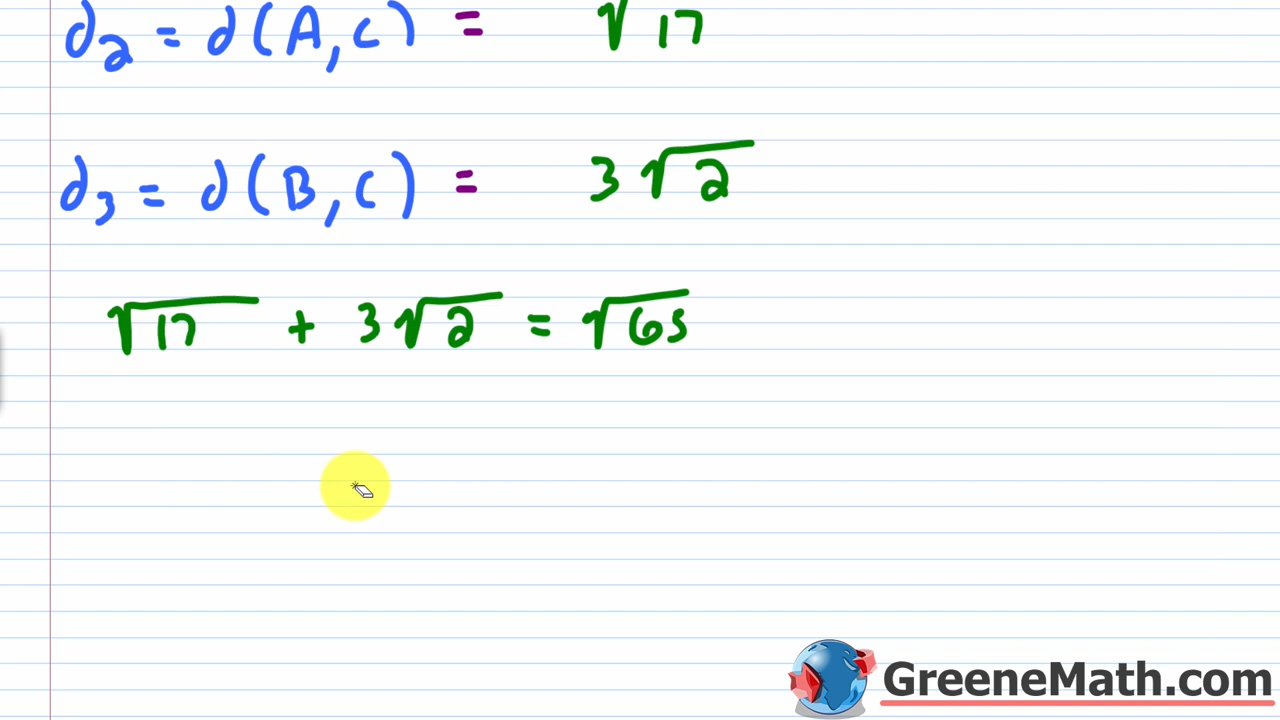 d₂ = d(A,C) = √17
d₃ = d(B,C) = 3√2
√17 + 3√2 = √65
GreeneMath.com